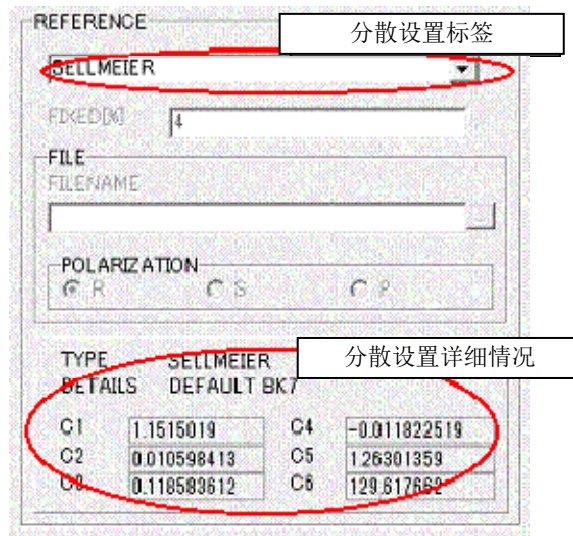 REFERENCE
分散设置标签
SELLMEIER
FIXED[%] 4
FILE
FILENAME
...
POLARIZATION
R S P
TYPE SELLMEIER
分散设置详细情况
DETAILS DEFAULT BK7
C1 1.1515019 C4 -0.011822519
C2 0.010598413 C5 1.26301359
C3 0.118583612 C6 129.617662